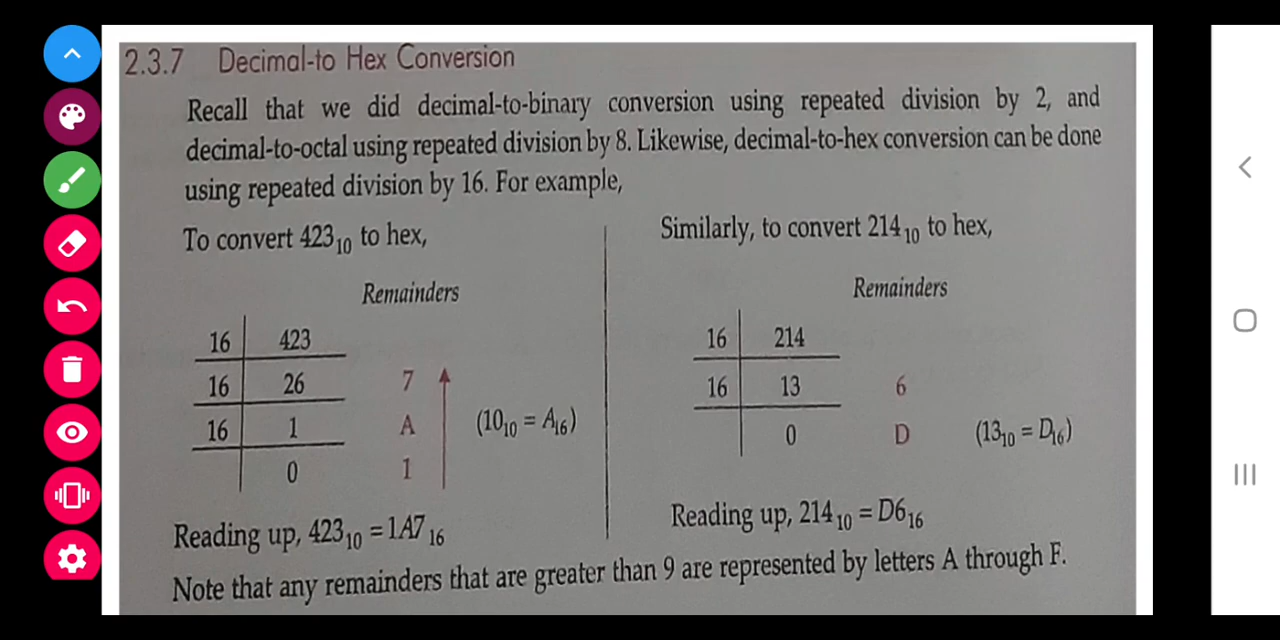 2.3.7 Decimal-to Hex Conversion
Recall that we did decimal-to-binary conversion using repeated division by 2, and
decimal-to-octal using repeated division by 8. Likewise, decimal-to-hex conversion can be done
using repeated division by 16. For example,
To convert 423₁₀ to hex,
Remainders
16 423
16 26 7
16 1 A (10₁₀ = A₁₆)
0 1
Reading up, 423₁₀ = 1A7₁₆
Similarly, to convert 214₁₀ to hex,
Remainders
16 214
16 13 6
0 D (13₁₀ = D₁₆)
Reading up, 214₁₀ = D6₁₆
Note that any remainders that are greater than 9 are represented by letters A through F.